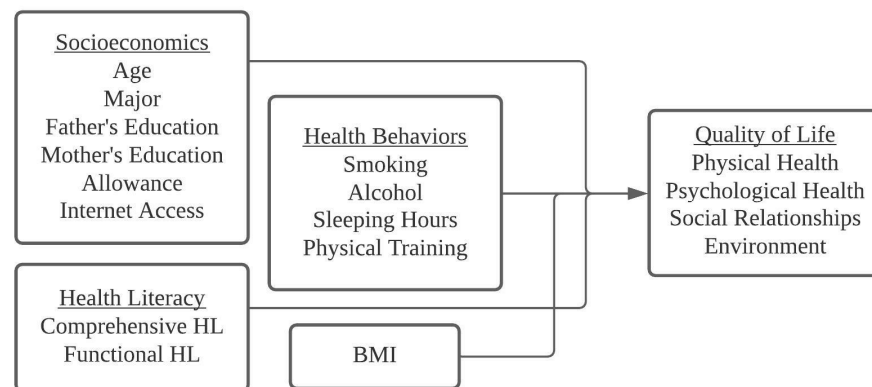 Socioeconomics
Age
Major
Father's Education
Mother's Education
Allowance
Internet Access
Health Literacy
Comprehensive HL
Functional HL
Health Behaviors
Smoking
Alcohol
Sleeping Hours
Physical Training
BMI
Quality of Life
Physical Health
Psychological Health
Social Relationships
Environment